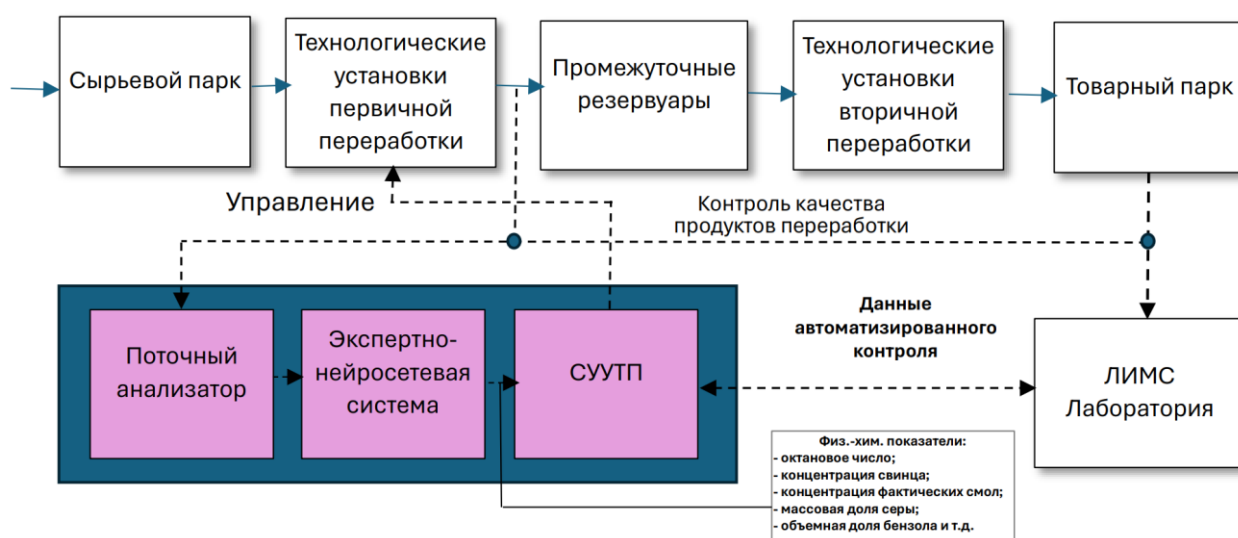 Сырьевой парк
Технологические
установки
первичной
переработки
Промежуточные
резервуары
Технологические
установки
вторичной
переработки
Товарный парк
Управление
Контроль качества
продуктов переработки
Поточный
анализатор
Экспертно-
нейросетевая
система
СУУТП
Данные
автоматизированного
контроля
ЛИМС
Лаборатория
Физ.-хим. показатели:
- октановое число;
- концентрация свинца;
- концентрация фактических смол;
- массовая доля серы;
- объемная доля бензола и т.д.